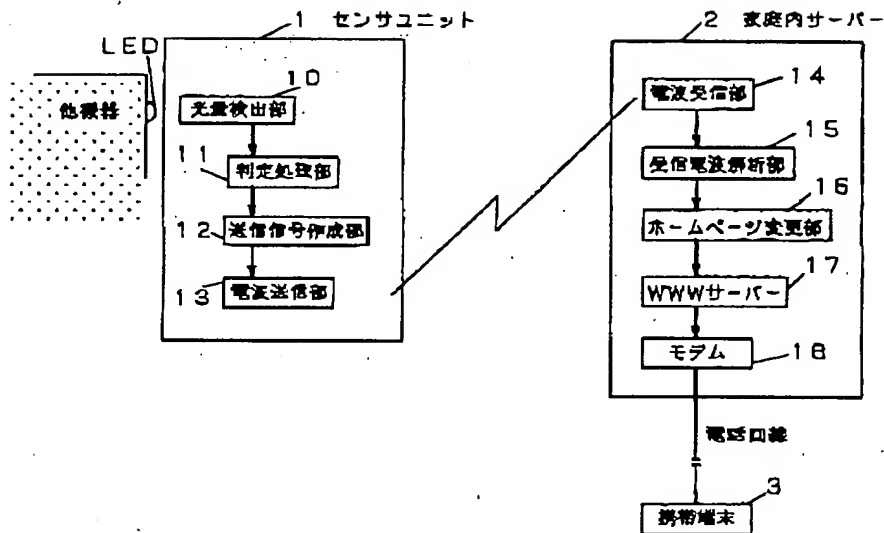 1 センサユニット
LED
他機器
10
光量検出部
11
判定処理部
12
送信信号作成部
13
電波送信部
2 家庭内サーバー
14
電波受信部
15
受信電波解析部
16
ホームページ変更部
17
WWWサーバー
モデム
18
電話回線
3
携帯端末